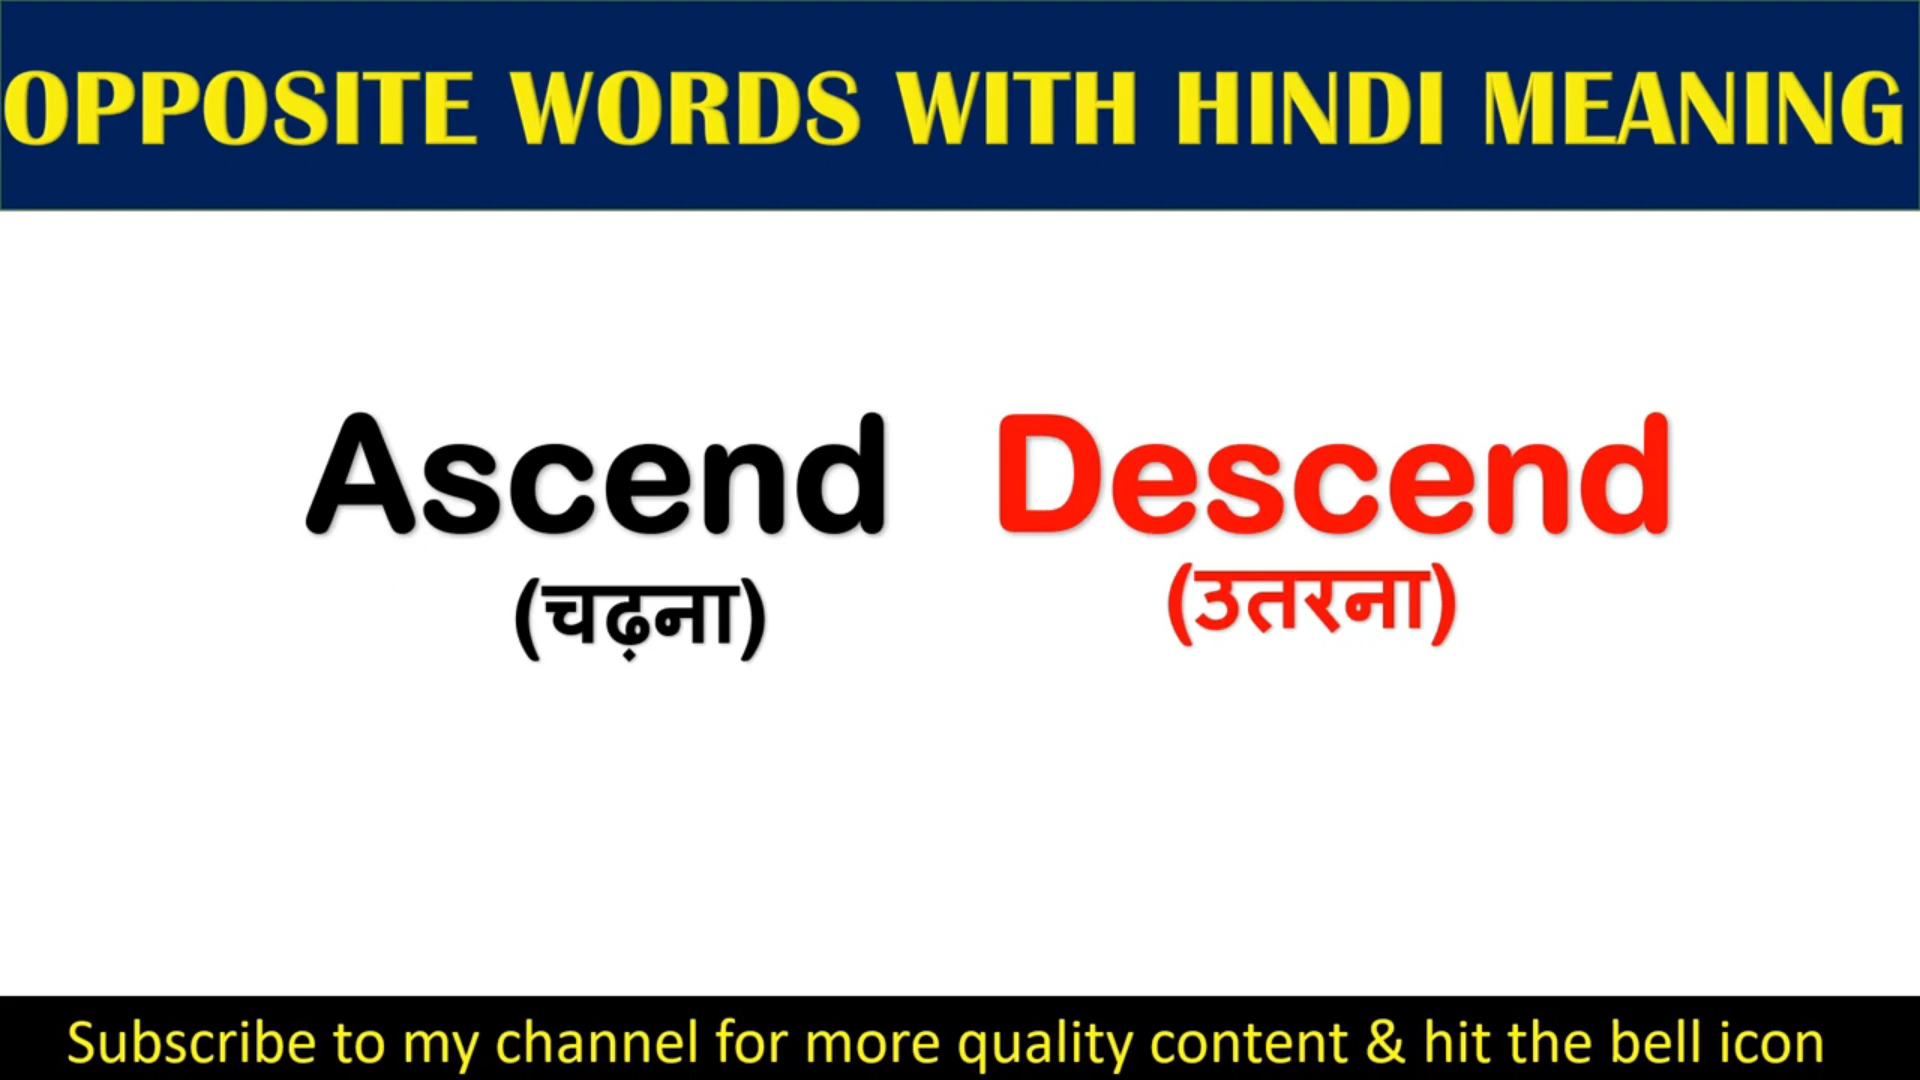 OPPOSITE WORDS WITH HINDI MEANING
Ascend Descend
(चढ़ना) (उतरना)
Subscribe to my channel for more quality content & hit the bell icon